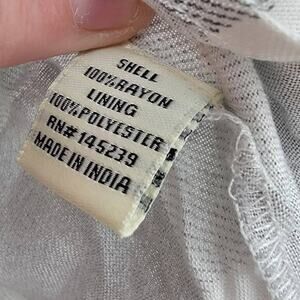 SHELL
100%RAYON
LINING
100%POLYESTER
RN#145239
MADE IN INDIA